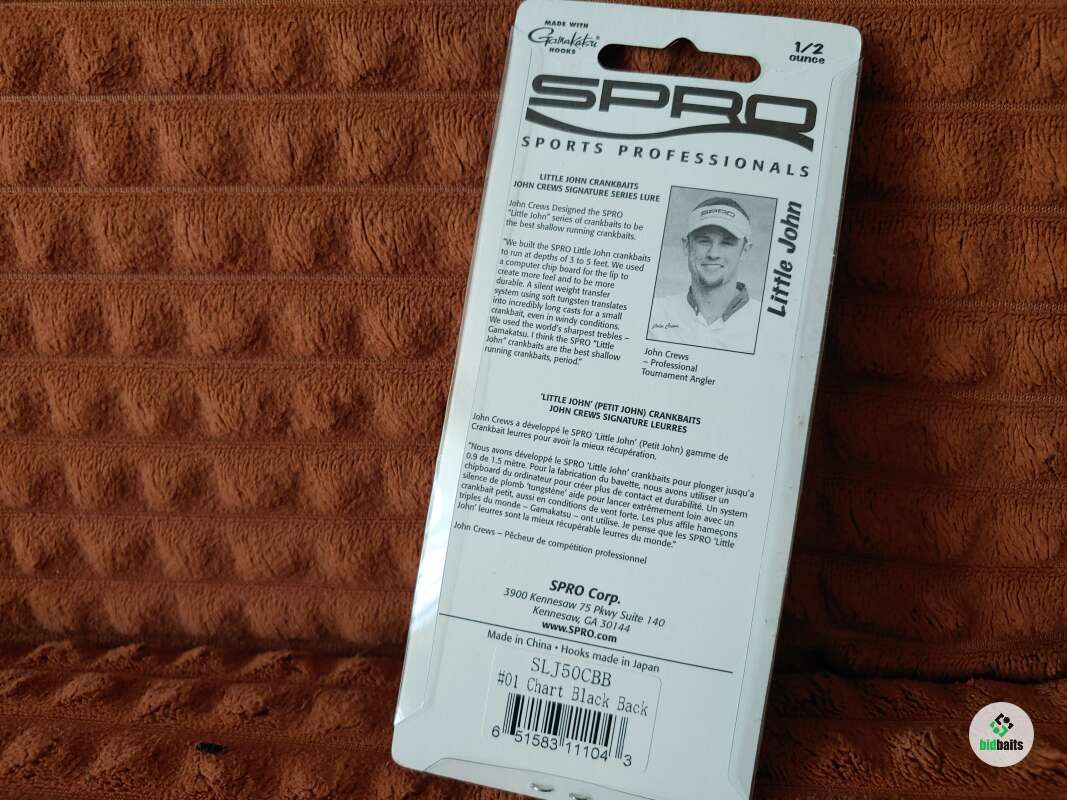 MADE WITH
Gamakatsu®
HOOKS
1/2
ounce
SPRO
SPORTS PROFESSIONALS
LITTLE JOHN CRANKBAITS
JOHN CREWS SIGNATURE SERIES LURE
John Crews Designed the SPRO
"Little John" series of crankbaits to be
the best shallow running crankbaits.
"We built the SPRO Little John crankbaits
to run at depths of 3 to 5 feet. We used
a computer chip board for the lip to
create more feel and to be more
durable. A silent weight transfer
system using soft tungsten translates
into incredibly long casts for a small
crankbait, even in windy conditions.
We used the world's sharpest trebles –
Gamakatsu. I think the SPRO "Little
John" crankbaits are the best shallow
running crankbaits, period."
SPRO
John Crews
Little John
John Crews
– Professional
Tournament Angler
'LITTLE JOHN' (PETIT JOHN) CRANKBAITS
JOHN CREWS SIGNATURE LEURRES
John Crews a développé le SPRO 'Little John' (Petit John) gamme de
Crankbait leurres pour avoir la mieux récupération.
"Nous avons développé le SPRO 'Little John' crankbaits pour plonger jusqu'a
0.9 de 1.5 mètre. Pour la fabrication du bavette, nous avons utiliser un
chipboard du ordinateur pour créer plus de contact et durabilité. Un system
silence de plomb 'tungstène' aide pour lancer extrêmement loin avec un
crankbait petit, aussi en conditions de vent forte. Les plus affile hameçons
triples du monde – Gamakatsu – ont utilise. Je pense que les SPRO 'Little
John' leurres sont la mieux récupérable leurres du monde."
John Crews – Pêcheur de compétition professionnel
SPRO Corp.
3900 Kennesaw 75 Pkwy Suite 140
Kennesaw, GA 30144
www.SPRO.com
Made in China • Hooks made in Japan
SLJ50CBB
#01 Chart Black Back
6 51583 11104 3
bidbaits